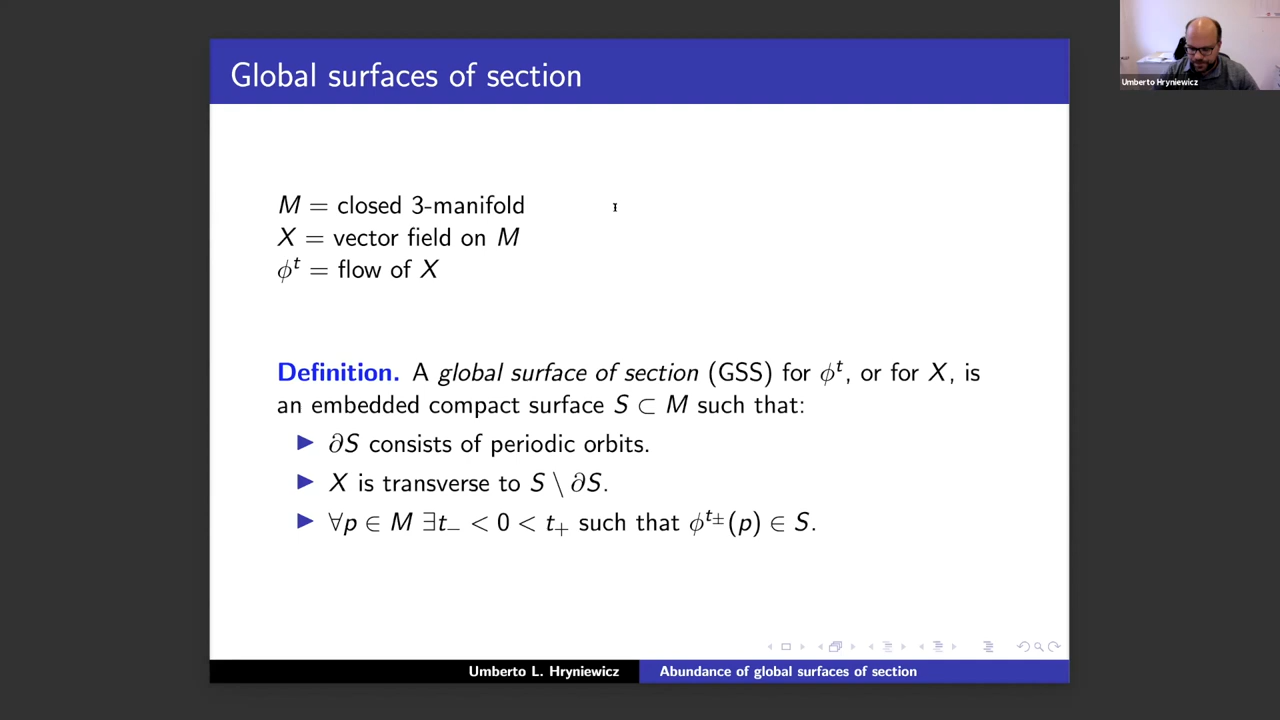 Global surfaces of section
Umberto Hryniewicz
M = closed 3-manifold
X = vector field on M
ϕᵗ = flow of X
Definition. A global surface of section (GSS) for ϕᵗ, or for X, is
an embedded compact surface S ⊂ M such that:
▶ ∂S consists of periodic orbits.
▶ X is transverse to S \ ∂S.
▶ ∀p ∈ M ∃t₋ < 0 < t₊ such that ϕ^{t±}(p) ∈ S.
Umberto L. Hryniewicz
Abundance of global surfaces of section